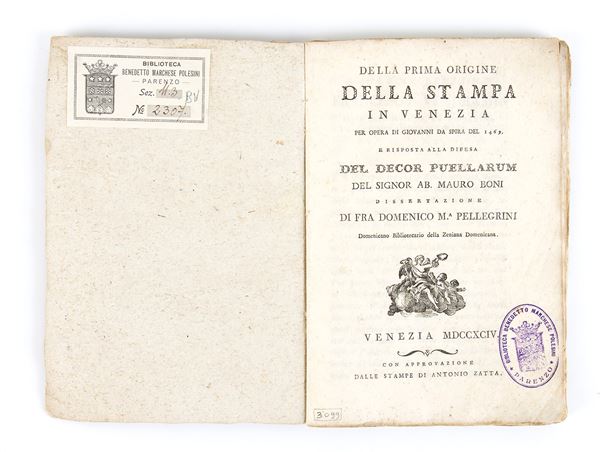 BIBLIOTECA
BENEDETTO MARCHESE POLESINI
PARENZO
Sez. M.3 BV
№ 2307.
DELLA PRIMA ORIGINE
DELLA STAMPA
IN VENEZIA
PER OPERA DI GIOVANNI DA SPIRA DEL 1469,
E RISPOSTA ALLA DIFESA
DEL DECOR PUELLARUM
DEL SIGNOR AB. MAURO BONI
DISSERTAZIONE
DI FRA DOMENICO M.ᴬ PELLEGRINI
Domenicano Bibliotecario della Zeniana Domenicana.
VENEZIA MDCCXCIV.
CON APPROVAZIONE
DALLE STAMPE DI ANTONIO ZATTA.
BIBLIOTECA BENEDETTO MARCHESE POLESINI
PARENZO
3099